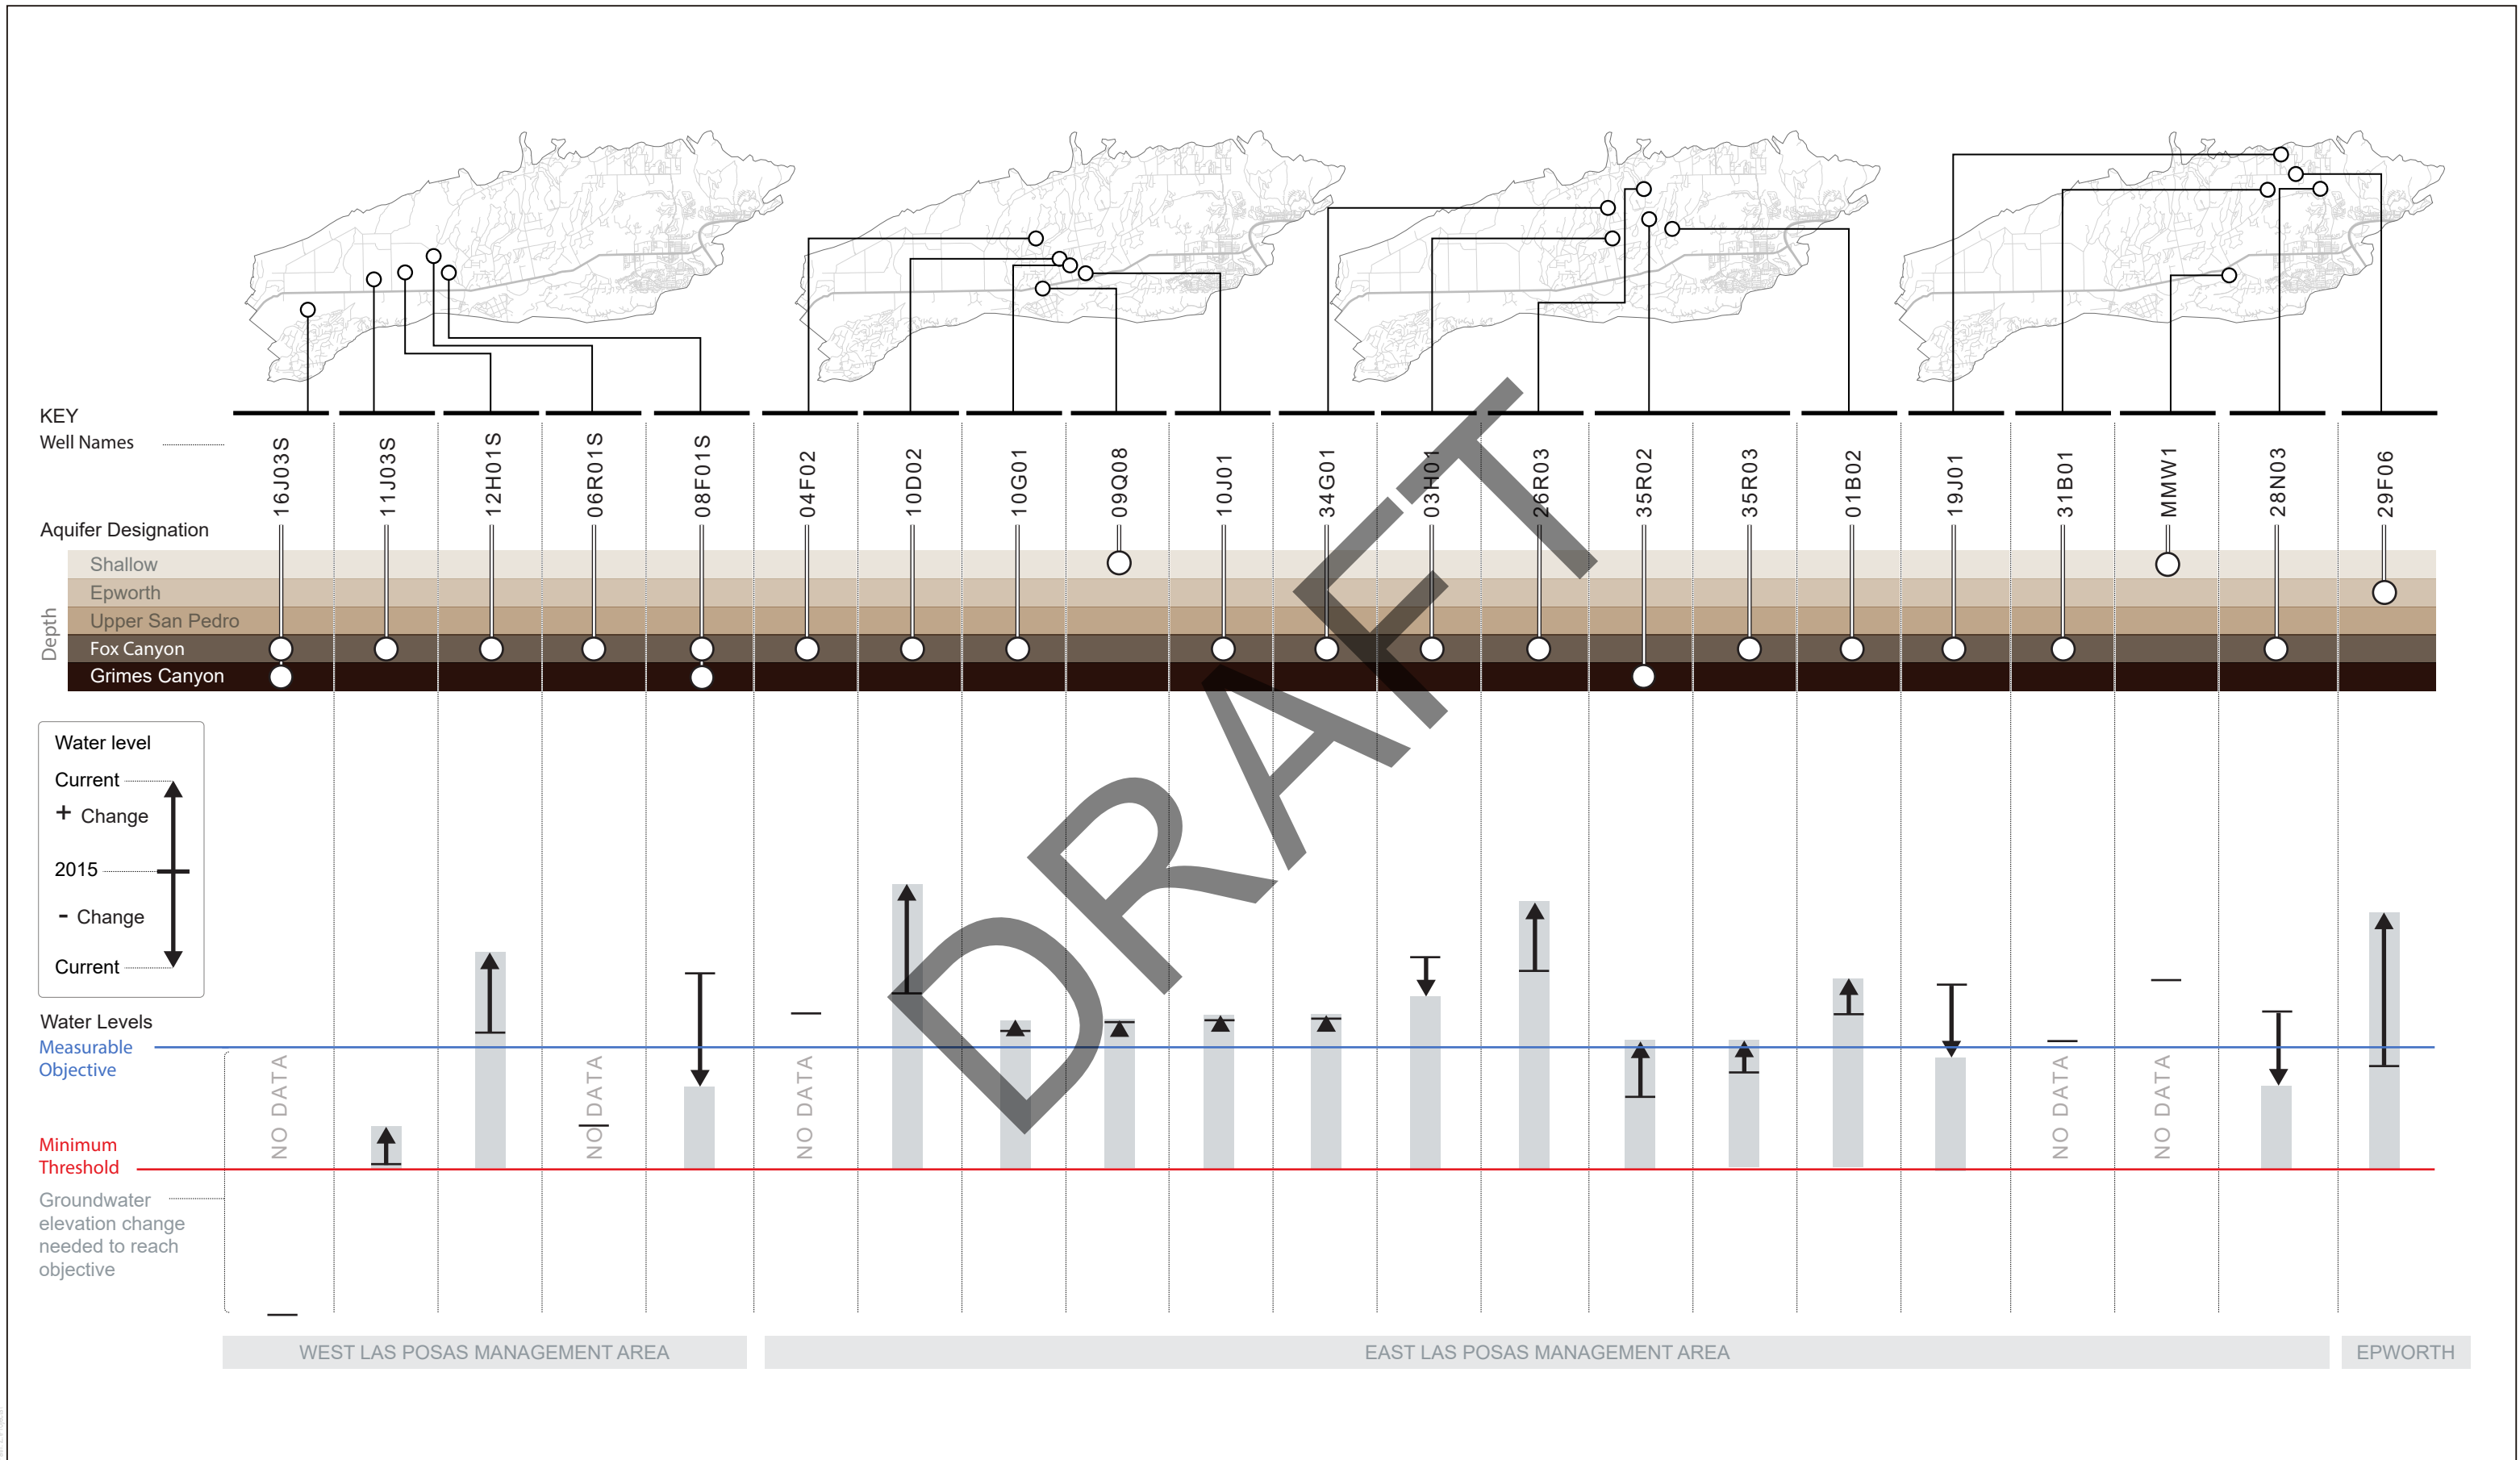 KEY
Well Names
16J03S
11J03S
12H01S
06R01S
08F01S
04F02
10D02
10G01
09Q08
10J01
34G01
03H01
26R03
35R02
35R03
01B02
19J01
31B01
MMW1
28N03
29F06
Aquifer Designation
Depth
Shallow
Epworth
Upper San Pedro
Fox Canyon
Grimes Canyon
Water level
Current
+ Change
2015
- Change
Current
DRAFT
Water Levels
Measurable
Objective
Minimum
Threshold
Groundwater
elevation change
needed to reach
objective
NO DATA
NO DATA
NO DATA
NO DATA
NO DATA
WEST LAS POSAS MANAGEMENT AREA
EAST LAS POSAS MANAGEMENT AREA
EPWORTH